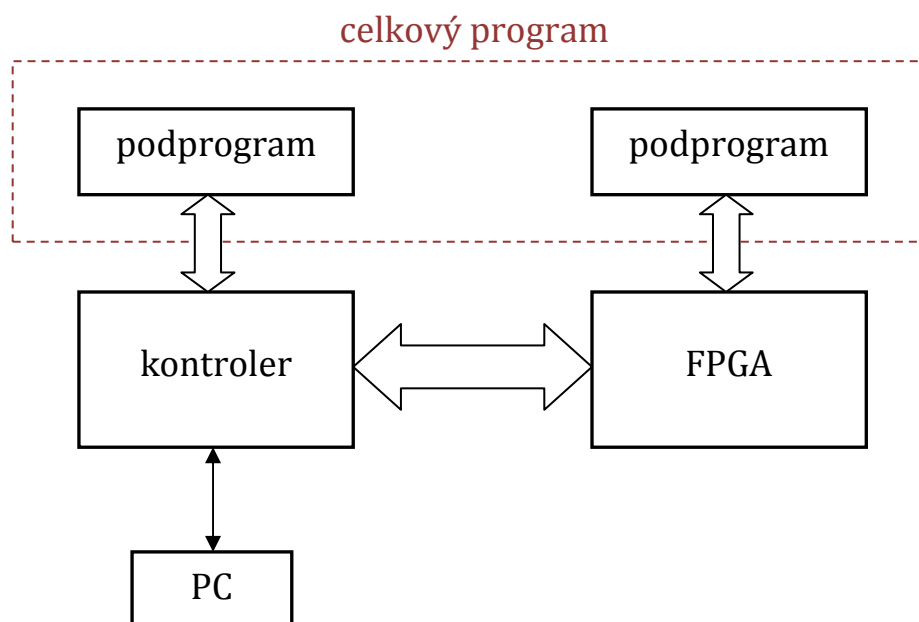 celkový program
podprogram
podprogram
kontroler
FPGA
PC